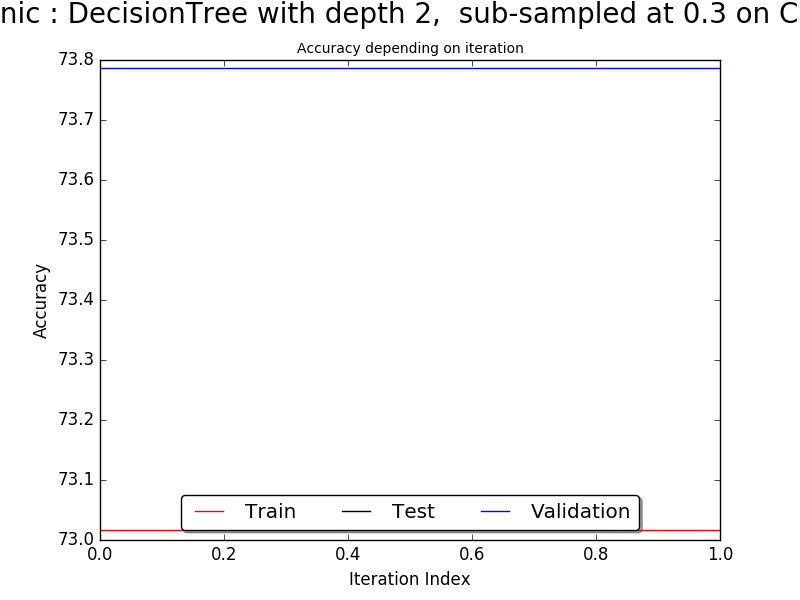 nic : DecisionTree with depth 2,  sub-sampled at 0.3 on C
Accuracy depending on iteration
73.8
73.7
73.6
73.5
73.4
73.3
73.2
73.1
73.0
Accuracy
Train Test Validation
0.0 0.2 0.4 0.6 0.8 1.0
Iteration Index